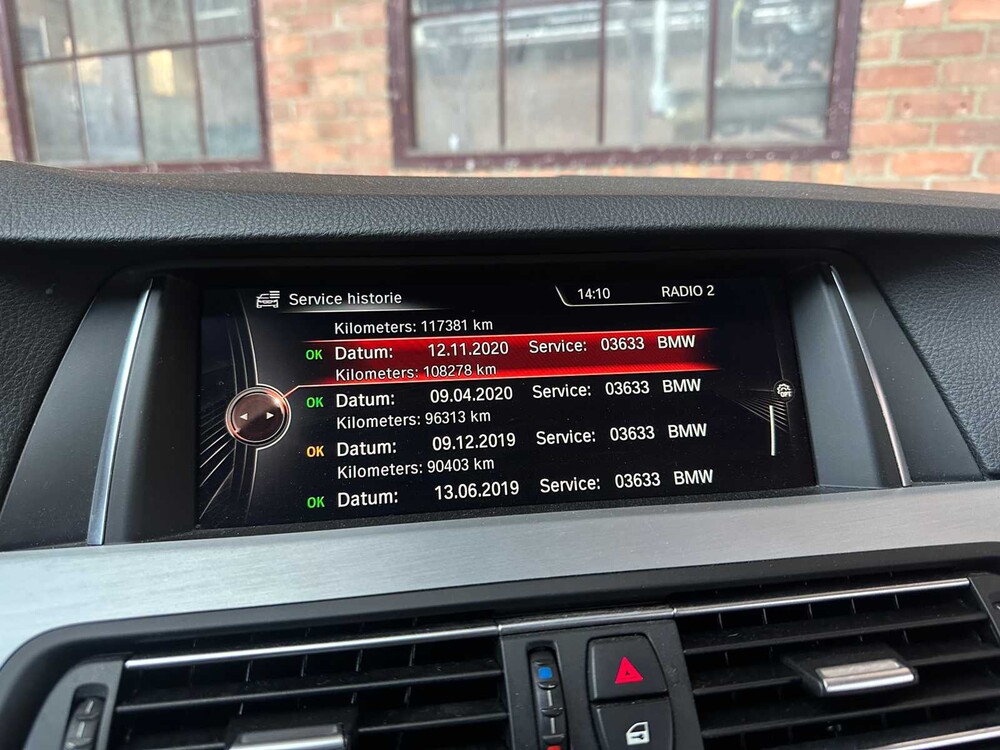 Service historie 14:10 RADIO 2
Kilometers: 117381 km
OK Datum: 12.11.2020 Service: 03633 BMW
Kilometers: 108278 km
OK Datum: 09.04.2020 Service: 03633 BMW
Kilometers: 96313 km
OK Datum: 09.12.2019 Service: 03633 BMW
Kilometers: 90403 km
OK Datum: 13.06.2019 Service: 03633 BMW
OFF